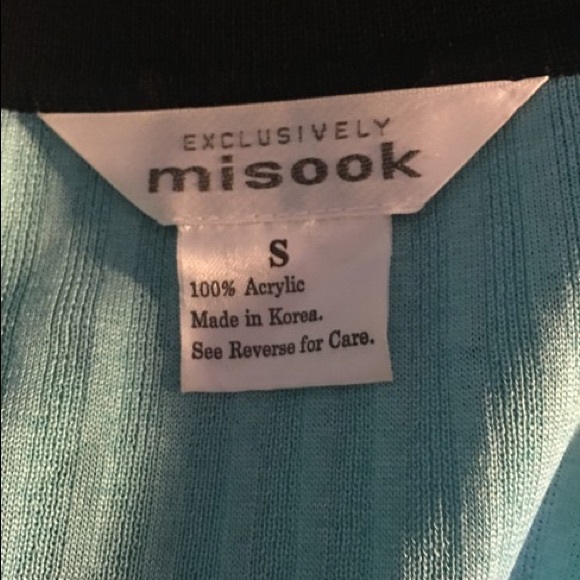 EXCLUSIVELY
misook
S
100% Acrylic
Made in Korea.
See Reverse for Care.